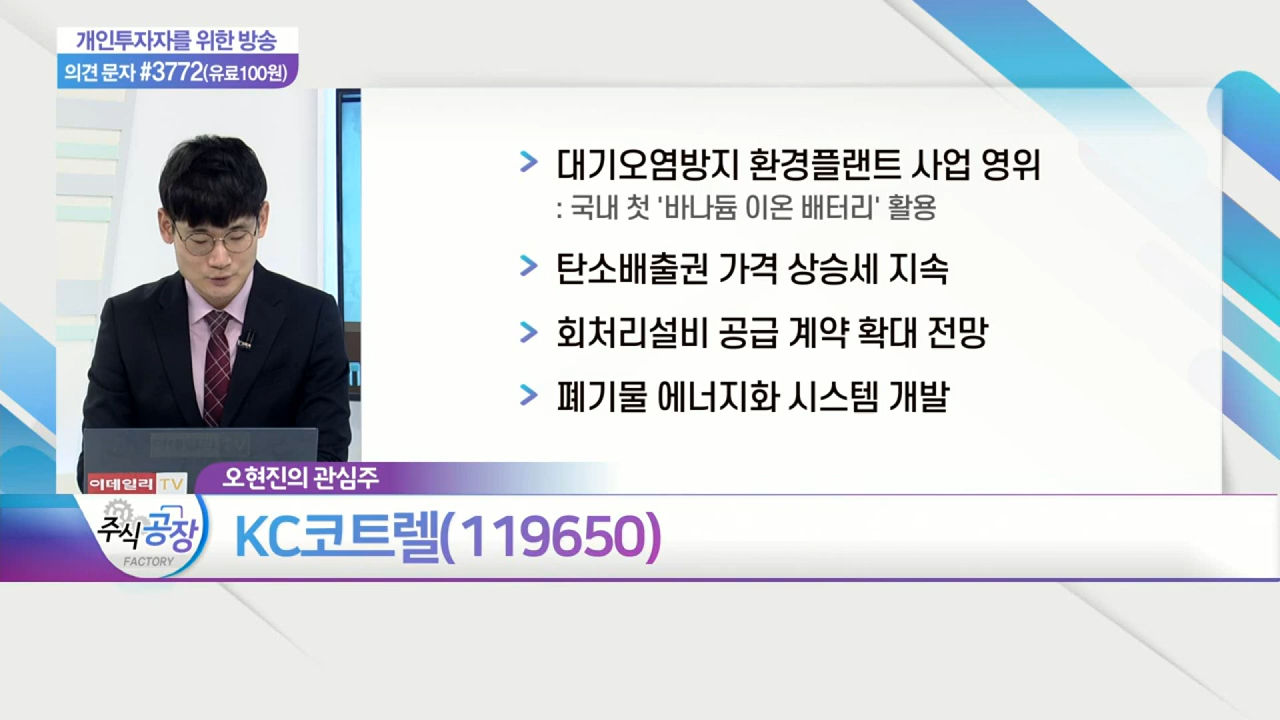 개인투자자를 위한 방송
의견 문자 #3772(유료100원)
> 대기오염방지 환경플랜트 사업 영위
: 국내 첫 '바나듐 이온 배터리' 활용
> 탄소배출권 가격 상승세 지속
> 회처리설비 공급 계약 확대 전망
> 폐기물 에너지화 시스템 개발
이데일리 TV
오현진의 관심주
주식공장
FACTORY
KC코트렐(119650)